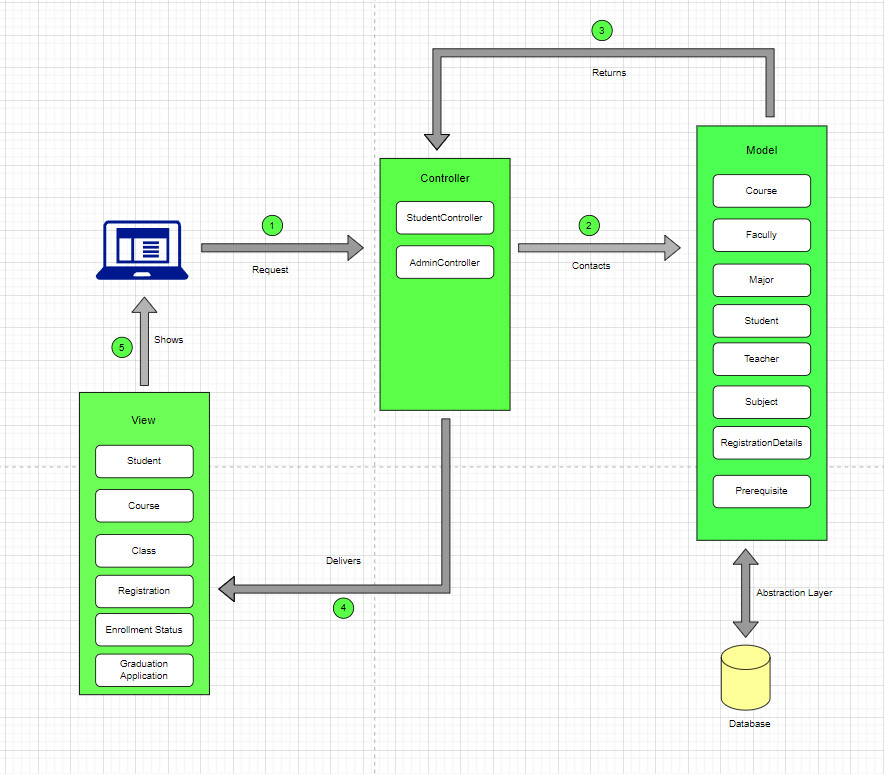 3
Returns
Model
Course
Facully
Major
Student
Teacher
Subject
RegistrationDetails
Prerequisite
Controller
StudentController
AdminController
1
Request
2
Contacts
5
Shows
View
Student
Course
Class
Registration
Enrollment Status
Graduation
Application
Delivers
4
Abstraction Layer
Database